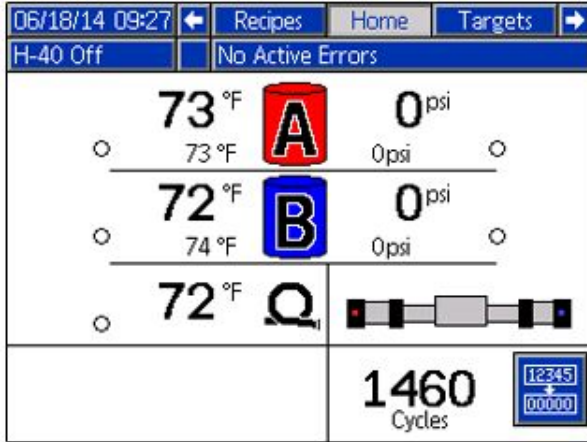 06/18/14 09:27 Recipes Home Targets
H-40 Off No Active Errors
73 °F A 0 psi
73 °F 0psi
72 °F B 0 psi
74 °F 0psi
72 °F
1460 12345
Cycles 00000